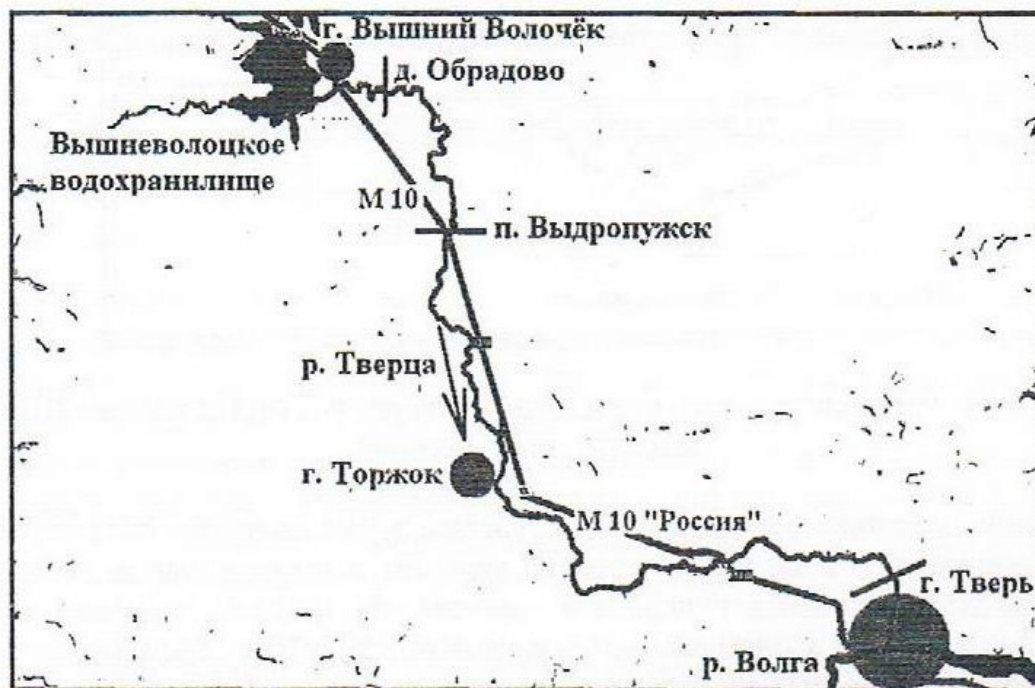 г. Вышний Волочёк
д. Обрадово
Вышневолоцкое
водохранилище
М 10
п. Выдропужск
р. Тверца
г. Торжок
М 10 "Россия"
г. Тверь
р. Волга